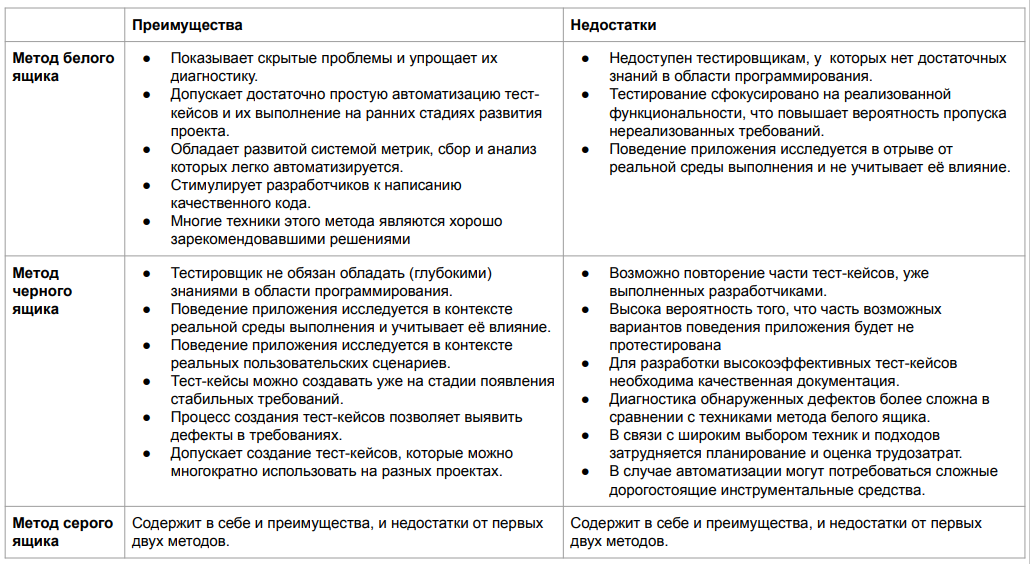 Преимущества
Недостатки
Метод белого
ящика
● Показывает скрытые проблемы и упрощает их
диагностику.
● Допускает достаточно простую автоматизацию тест-
кейсов и их выполнение на ранних стадиях развития
проекта.
● Обладает развитой системой метрик, сбор и анализ
которых легко автоматизируется.
● Стимулирует разработчиков к написанию
качественного кода.
● Многие техники этого метода являются хорошо
зарекомендовавшими решениями
● Недоступен тестировщикам, у которых нет достаточных
знаний в области программирования.
● Тестирование сфокусировано на реализованной
функциональности, что повышает вероятность пропуска
нереализованных требований.
● Поведение приложения исследуется в отрыве от
реальной среды выполнения и не учитывает её влияние.
Метод
черного
ящика
● Тестировщик не обязан обладать (глубокими)
знаниями в области программирования.
● Поведение приложения исследуется в контексте
реальной среды выполнения и учитывает её влияние.
● Поведение приложения исследуется в контексте
реальных пользовательских сценариев.
● Тест-кейсы можно создавать уже на стадии появления
стабильных требований.
● Процесс создания тест-кейсов позволяет выявить
дефекты в требованиях.
● Допускает создание тест-кейсов, которые можно
многократно использовать на разных проектах.
● Возможно повторение части тест-кейсов, уже
выполненных разработчиками.
● Высока вероятность того, что часть возможных
вариантов поведения приложения будет не
протестирована
● Для разработки высокоэффективных тест-кейсов
необходима качественная документация.
● Диагностика обнаруженных дефектов более сложна в
сравнении с техниками метода белого ящика.
● В связи с широким выбором техник и подходов
затрудняется планирование и оценка трудозатрат.
● В случае автоматизации могут потребоваться сложные
дорогостоящие инструментальные средства.
Метод серого
ящика
Содержит в себе и преимущества, и недостатки от первых
двух методов.
Содержит в себе и преимущества, и недостатки от первых
двух методов.